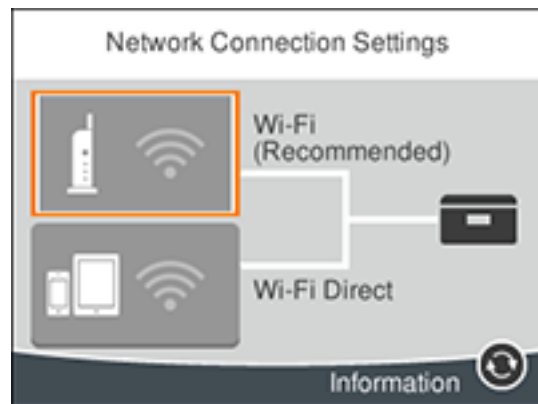 Network Connection Settings
Wi-Fi
(Recommended)
Wi-Fi Direct
Information